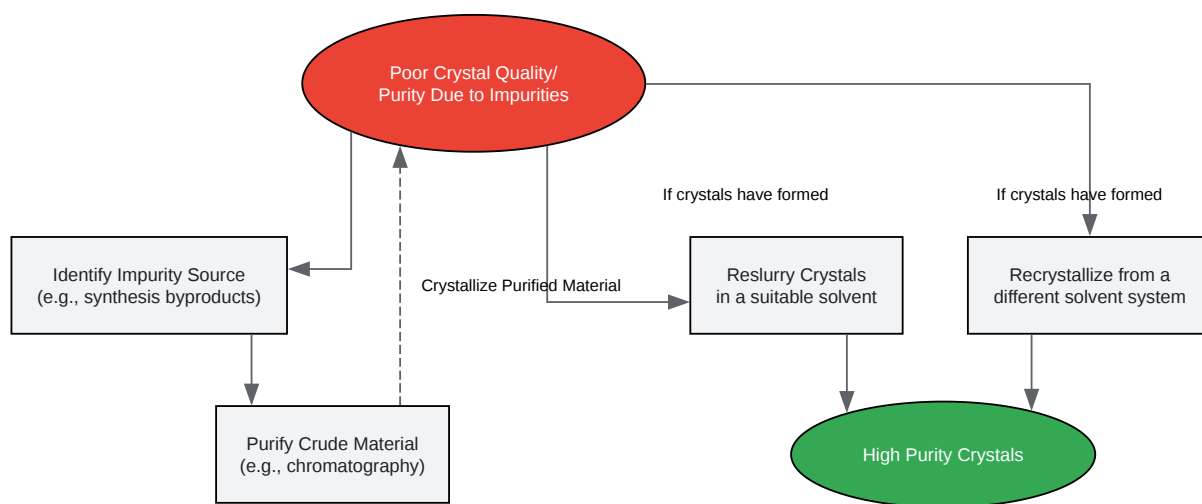 Poor Crystal Quality/
Purity Due to Impurities
If crystals have formed
If crystals have formed
Identify Impurity Source
(e.g., synthesis byproducts)
Crystallize Purified Material
Reslurry Crystals
in a suitable solvent
Recrystallize from a
different solvent system
Purify Crude Material
(e.g., chromatography)
High Purity Crystals